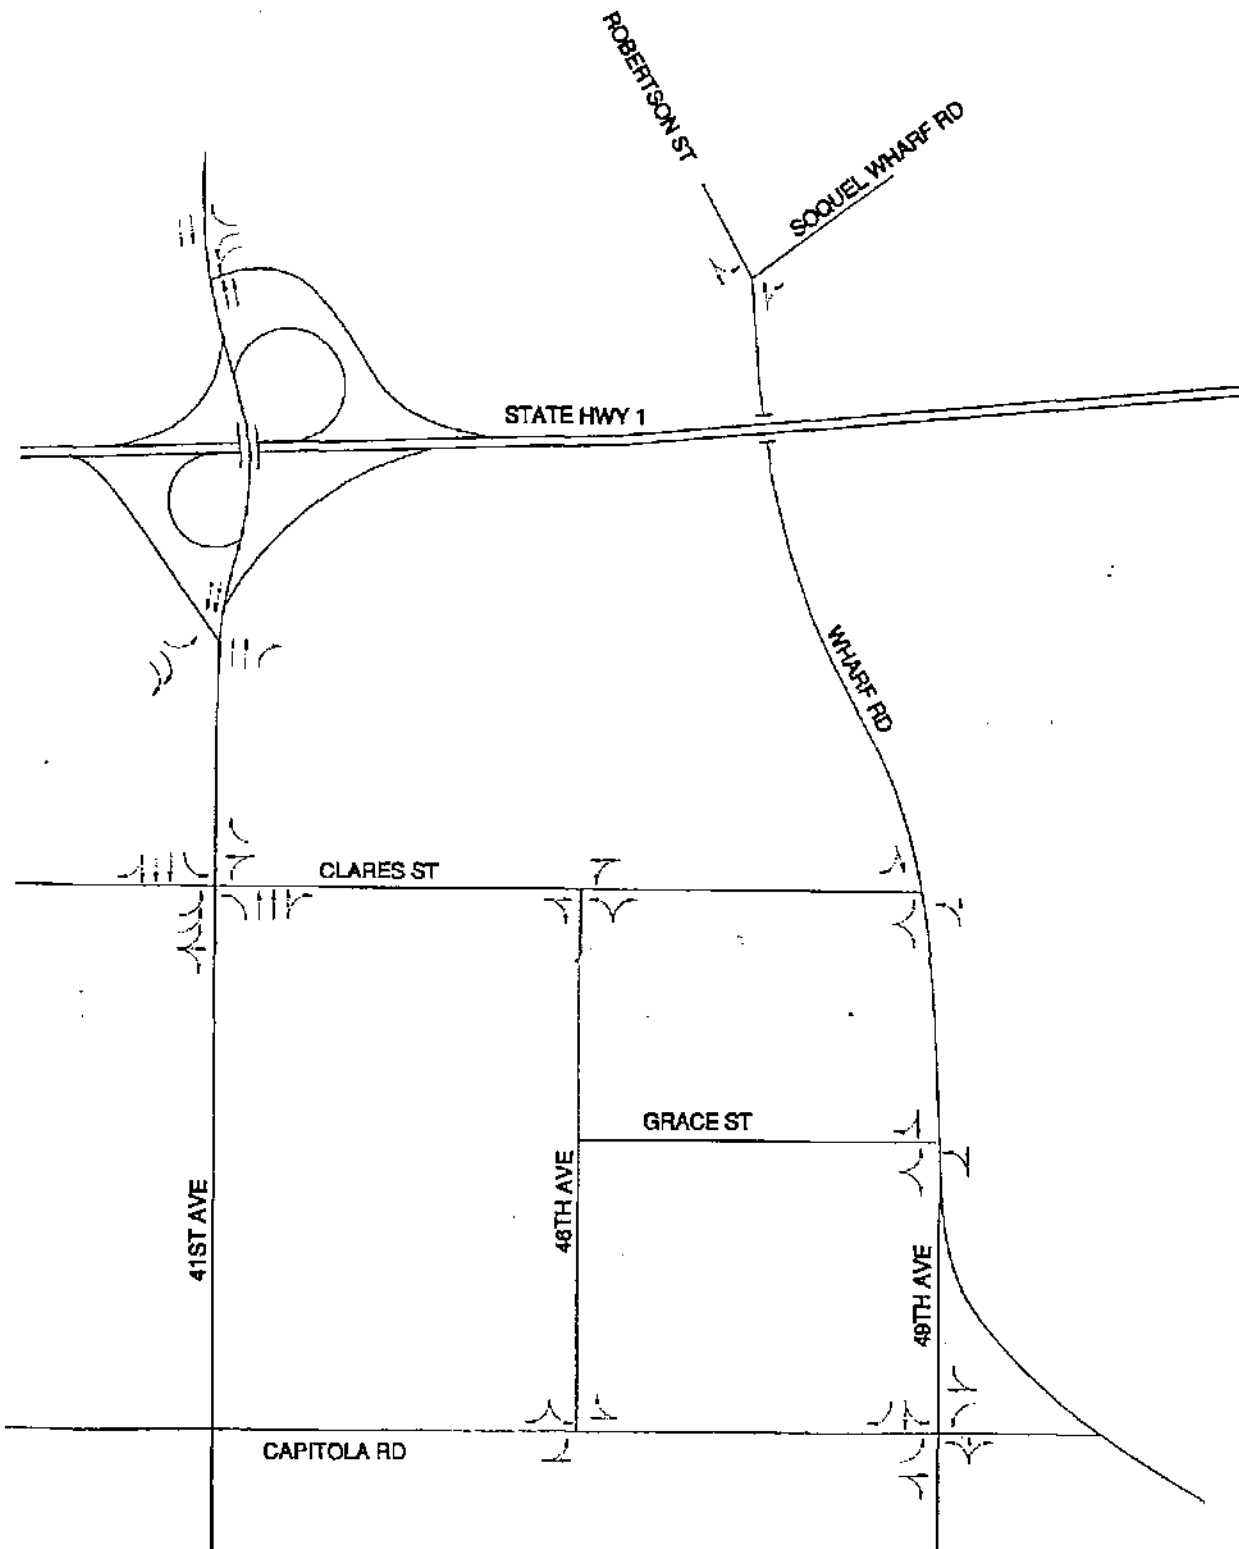 ROBERTSON ST
SOQUEL WHARF RD
STATE HWY 1
WHARF RD
CLARES ST
GRACE ST
41ST AVE
46TH AVE
49TH AVE
CAPITOLA RD